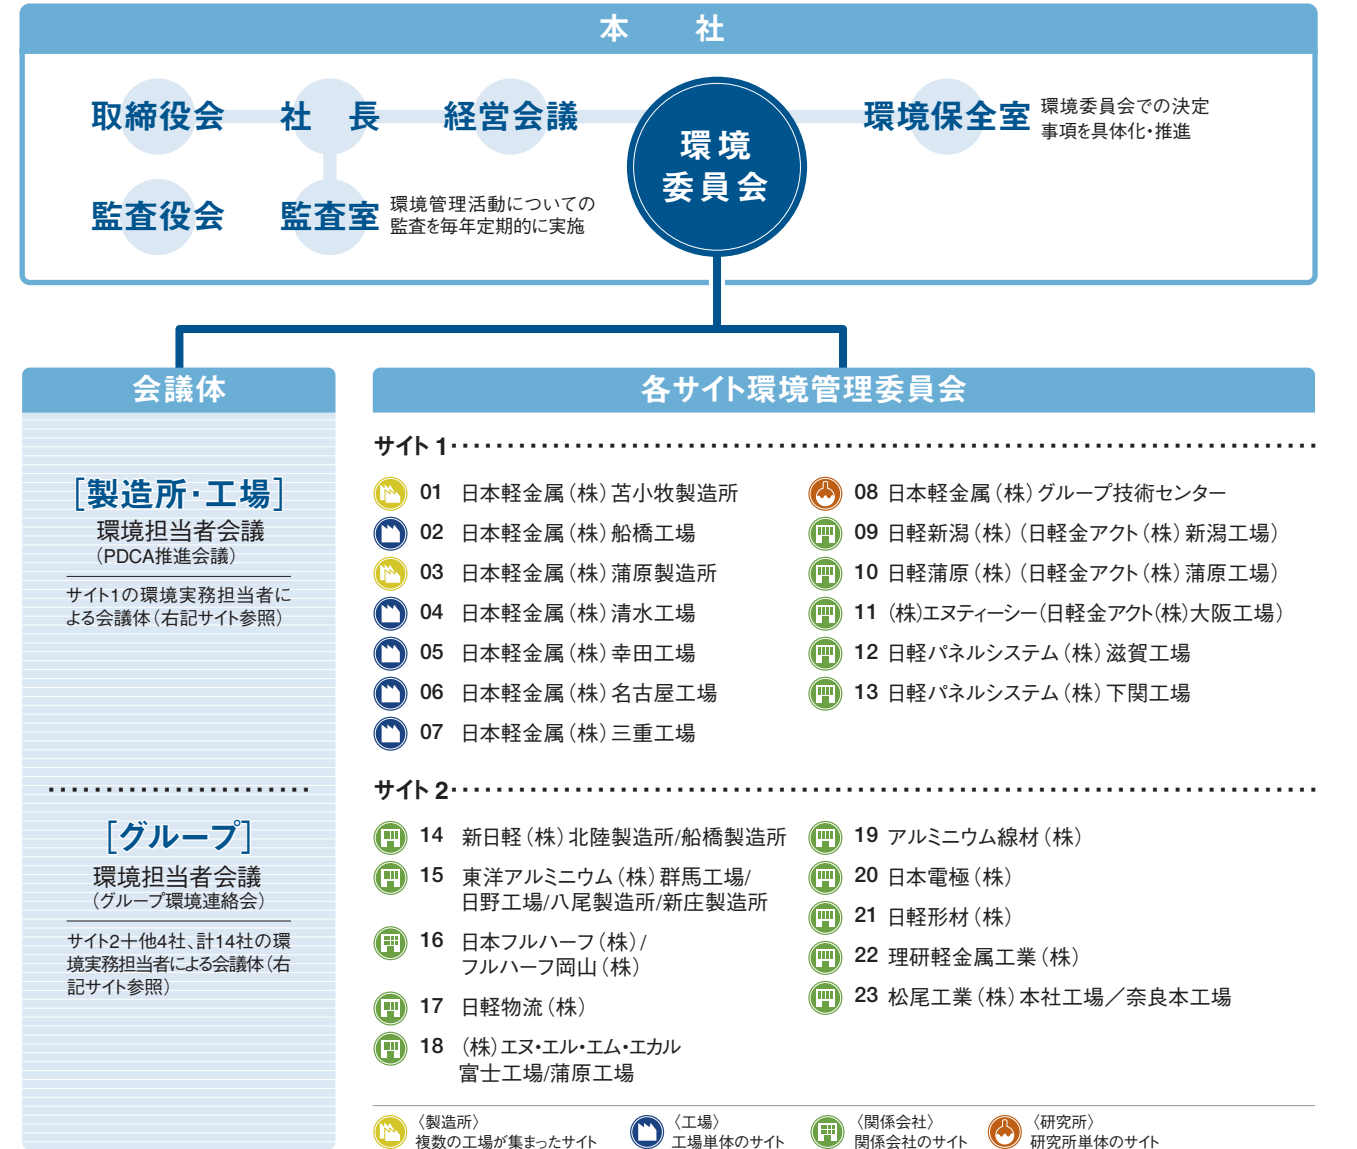 本 社
取締役会
社 長
経営会議
環境
委員会
環境保全室
環境委員会での決定
事項を具体化・推進
監査役会
監査室
環境管理活動についての
監査を毎年定期的に実施
会議体
[製造所・工場]
環境担当者会議
(PDCA推進会議)
サイト1の環境実務担当者に
よる会議体(右記サイト参照)
[グループ]
環境担当者会議
(グループ環境連絡会)
サイト2+他4社、計14社の環
境実務担当者による会議体(右
記サイト参照)
各サイト環境管理委員会
サイト 1
01 日本軽金属(株)苫小牧製造所
02 日本軽金属(株)船橋工場
03 日本軽金属(株)蒲原製造所
04 日本軽金属(株)清水工場
05 日本軽金属(株)幸田工場
06 日本軽金属(株)名古屋工場
07 日本軽金属(株)三重工場
08 日本軽金属(株)グループ技術センター
09 日軽新潟(株)(日軽金アクト(株)新潟工場)
10 日軽蒲原(株)(日軽金アクト(株)蒲原工場)
11 (株)エヌティーシー(日軽金アクト(株)大阪工場)
12 日軽パネルシステム(株)滋賀工場
13 日軽パネルシステム(株)下関工場
サイト 2
14 新日軽(株)北陸製造所/船橋製造所
15 東洋アルミニウム(株)群馬工場/
日野工場/八尾製造所/新庄製造所
16 日本フルハーフ(株)/
フルハーフ岡山(株)
17 日軽物流(株)
18 (株)エヌ・エル・エム・エカル
富士工場/蒲原工場
19 アルミニウム線材(株)
20 日本電極(株)
21 日軽形材(株)
22 理研軽金属工業(株)
23 松尾工業(株)本社工場/奈良本工場
〈製造所〉
複数の工場が集まったサイト
〈工場〉
工場単体のサイト
〈関係会社〉
関係会社のサイト
〈研究所〉
研究所単体のサイト